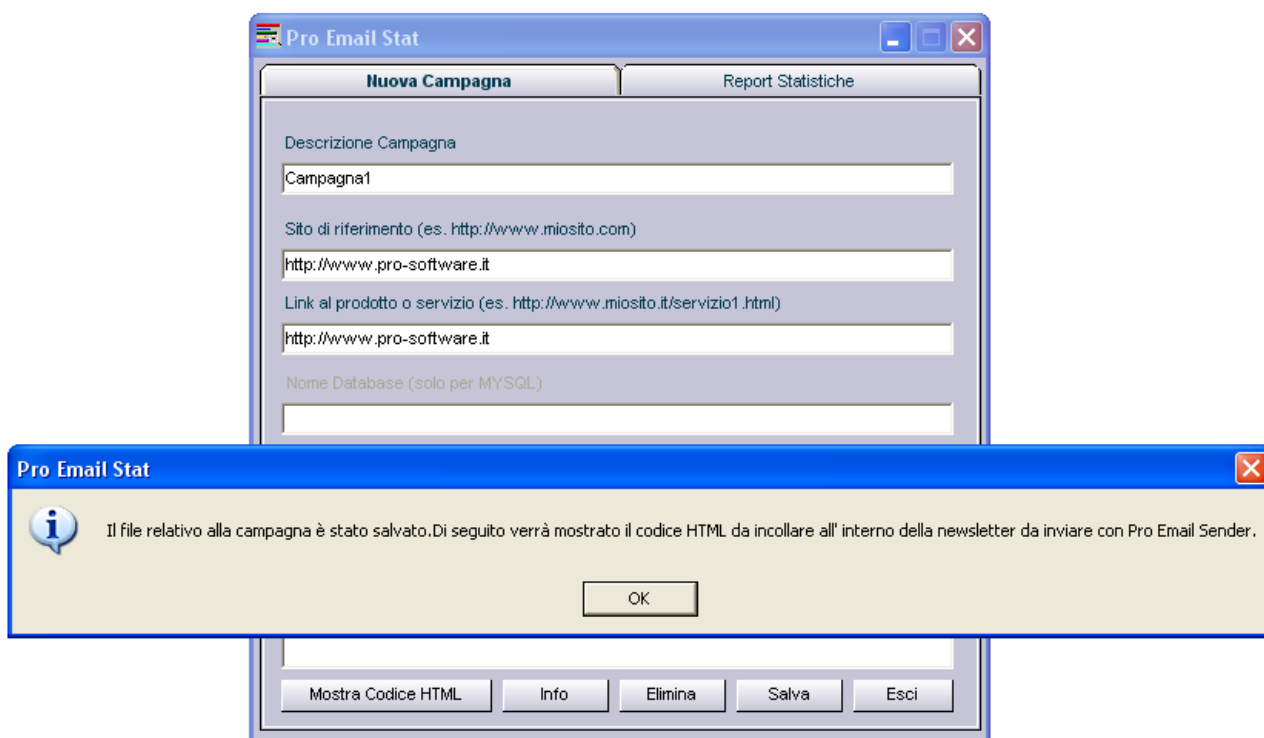 Pro Email Stat
Nuova Campagna
Report Statistiche
Descrizione Campagna
Campagna1
Sito di riferimento (es. http://www.miosito.com)
http://www.pro-software.it
Link al prodotto o servizio (es. http://www.miosito.it/servizio1.html)
http://www.pro-software.it
Nome Database (solo per MYSQL)
Pro Email Stat
Il file relativo alla campagna è stato salvato.Di seguito verrà mostrato il codice HTML da incollare all' interno della newsletter da inviare con Pro Email Sender.
OK
Mostra Codice HTML
Info
Elimina
Salva
Esci